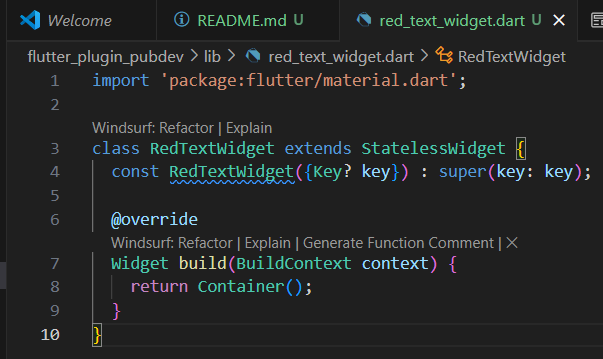 Welcome README.md U red_text_widget.dart U
flutter_plugin_pubdev > lib > red_text_widget.dart > RedTextWidget
1 import 'package:flutter/material.dart';
2
Windsurf: Refactor | Explain
3 class RedTextWidget extends StatelessWidget {
4 const RedTextWidget({Key? key}) : super(key: key);
5
6 @override
Windsurf: Refactor | Explain | Generate Function Comment | ×
7 Widget build(BuildContext context) {
8 return Container();
9 }
10 }